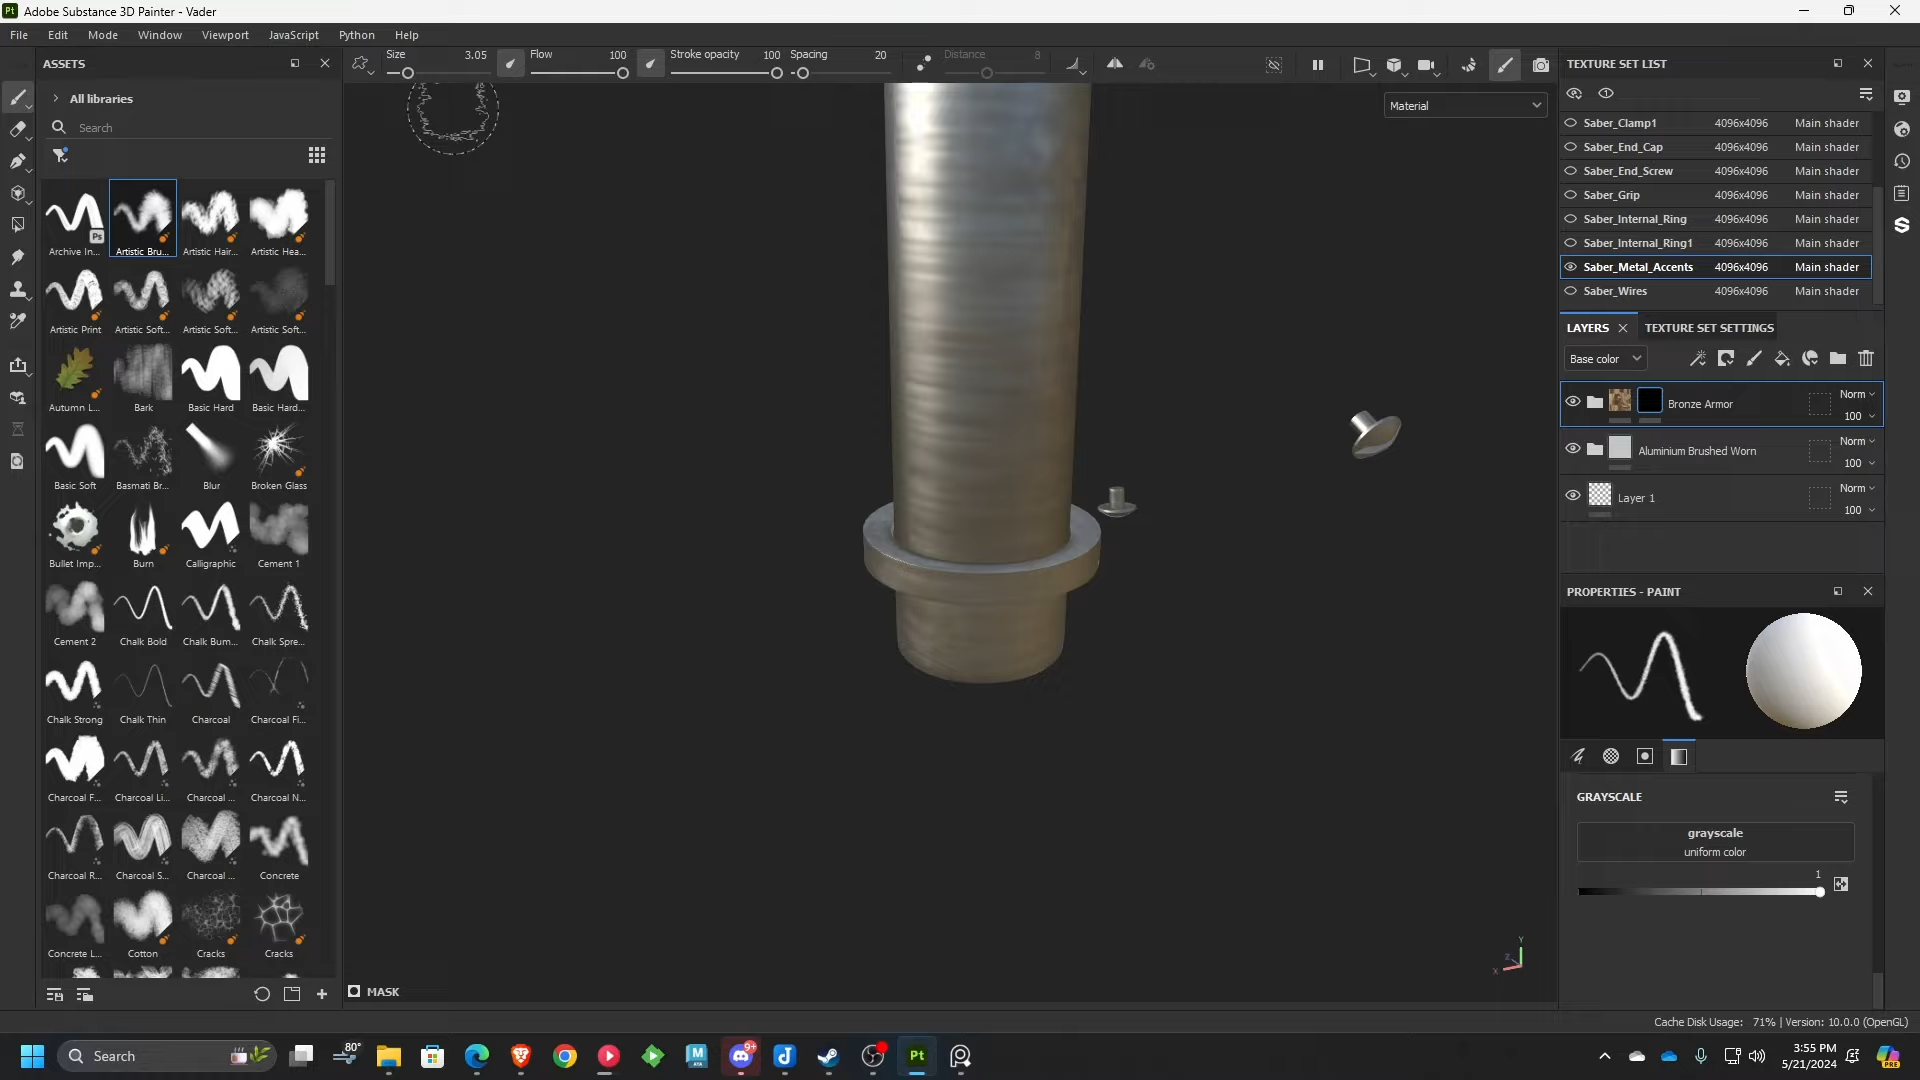 Adobe Substance 3D Painter - Vader
File Edit Mode Window Viewport JavaScript Python Help
ASSETS
Size 3.05 Flow 100 Stroke opacity 100 Spacing 20 Distance 8
All libraries
Search
Archive In... Artistic Bru... Artistic Hair... Artistic Hea...
Artistic Print Artistic Soft... Artistic Soft... Artistic Soft...
Autumn L... Bark Basic Hard Basic Hard...
Basic Soft Basmati Br... Blur Broken Glass
Bullet Imp... Burn Calligraphic Cement 1
Cement 2 Chalk Bold Chalk Bum... Chalk Spre...
Chalk Strong Chalk Thin Charcoal Charcoal Fi...
Charcoal F... Charcoal Li... Charcoal ... Charcoal N...
Charcoal R... Charcoal S... Charcoal ... Concrete
Concrete L... Cotton Cracks Cracks
Material
MASK
TEXTURE SET LIST
Saber_Clamp1 4096x4096 Main shader
Saber_End_Cap 4096x4096 Main shader
Saber_End_Screw 4096x4096 Main shader
Saber_Grip 4096x4096 Main shader
Saber_Internal_Ring 4096x4096 Main shader
Saber_Internal_Ring1 4096x4096 Main shader
Saber_Metal_Accents 4096x4096 Main shader
Saber_Wires 4096x4096 Main shader
LAYERS TEXTURE SET SETTINGS
Base color
Bronze Armor Norm 100
Aluminium Brushed Worn Norm 100
Layer 1 Norm 100
PROPERTIES - PAINT
GRAYSCALE
grayscale
uniform color
1
Y
Z
X
Cache Disk Usage: 71% | Version: 10.0.0 (OpenGL)
Search
80°
9+
Pt
3:55 PM
5/21/2024